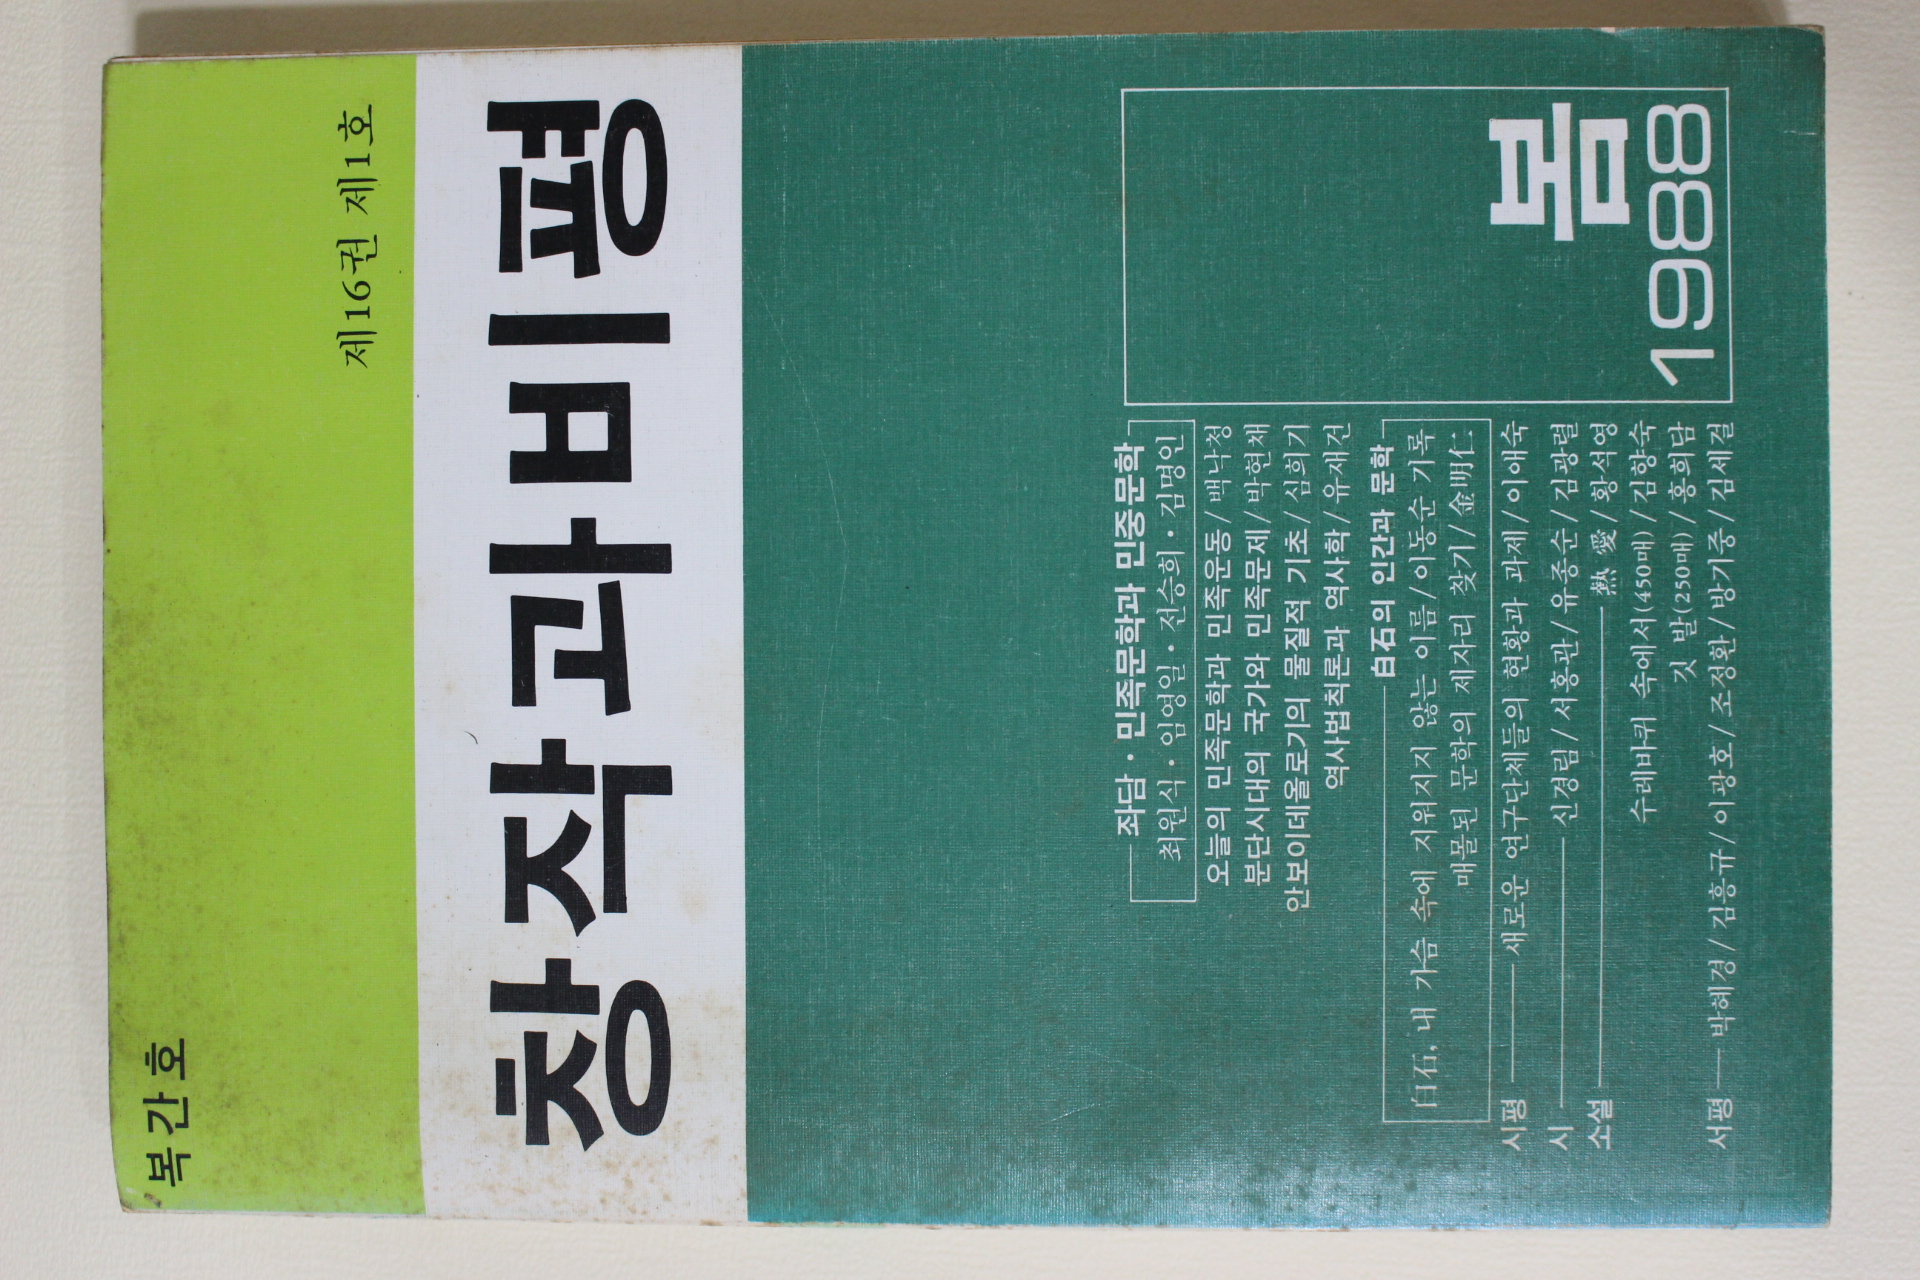 복간호
제16권 제1호
창작과비평
좌담 · 민족문학과 민중문학
최원식 · 임영일 · 전승희 · 김명인
오늘의 민족문학과 민족운동 / 백낙청
분단시대의 국가와 민족문제 / 박현채
안보이데올로기의 물질적 기초 / 심희기
역사법칙론과 역사학 / 유재건
白石의 인간과 문학
白石, 내 가슴 속에 지워지지 않는 이름 / 이동순 기록
매몰된 문학의 제자리 찾기 / 金明仁
시평 새로운 연구단체들의 현황과 과제 / 이애숙
시 신경림 / 서홍관 / 유종순 / 김광렬
소설 熱愛 / 황석영
수레바퀴 속에서(450매) / 김향숙
깃발(250매) / 홍희담
서평 박혜경 / 김흥규 / 이광호 / 조정환 / 방기중 / 김세걸
봄
1988